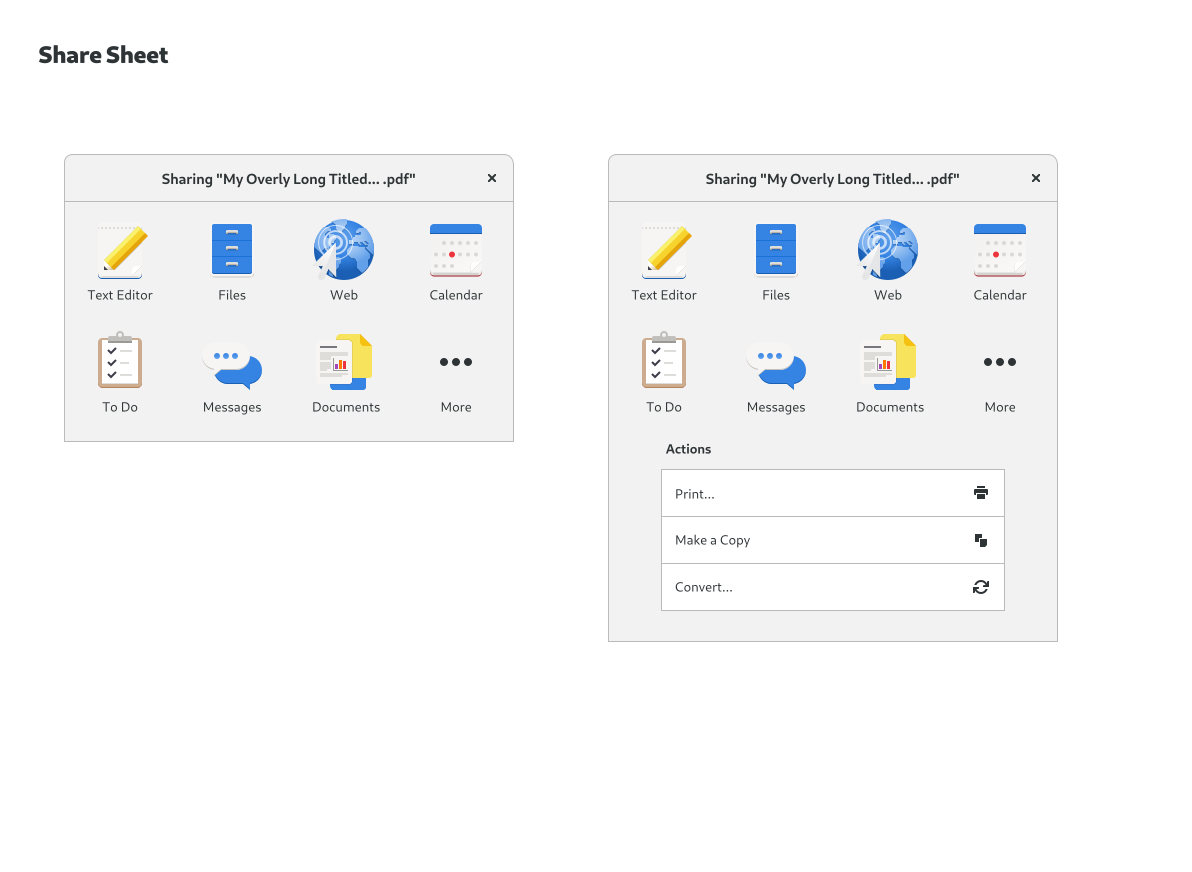 Share Sheet
Sharing "My Overly Long Titled... .pdf"
Text Editor Files Web Calendar
To Do Messages Documents More
Sharing "My Overly Long Titled... .pdf"
Text Editor Files Web Calendar
To Do Messages Documents More
Actions
Print...
Make a Copy
Convert...